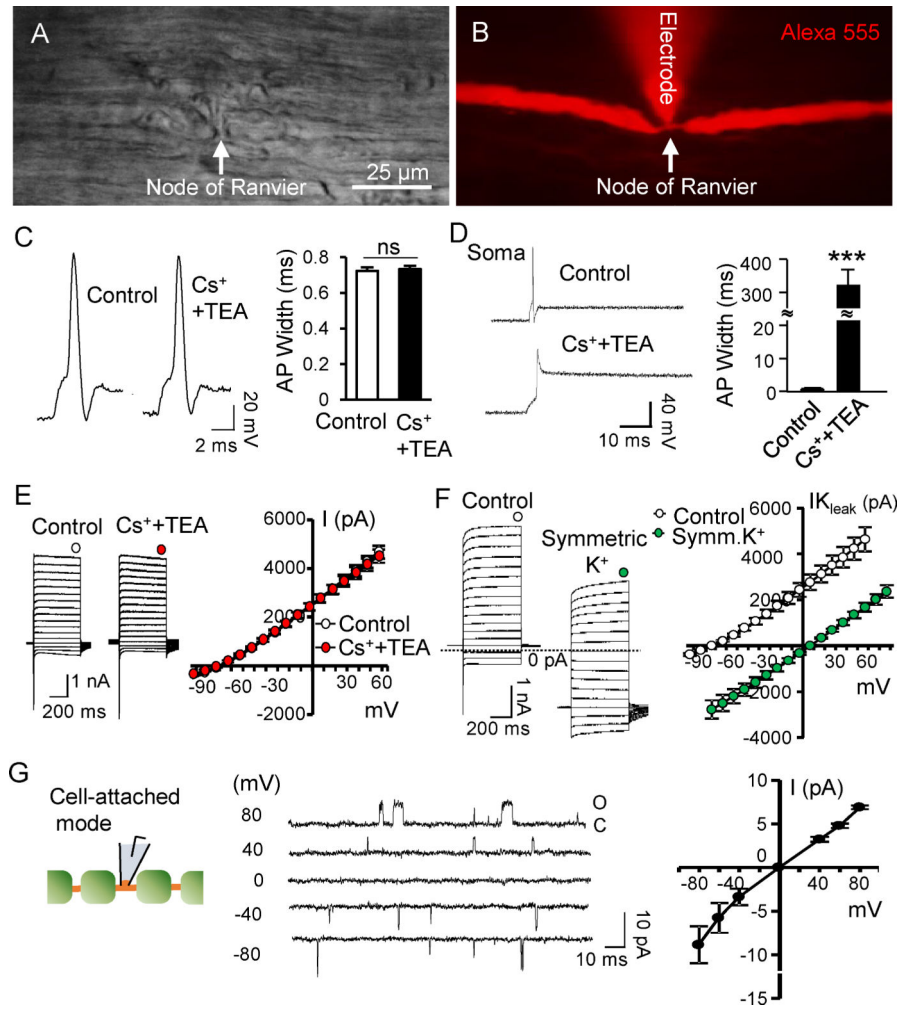 A
Node of Ranvier
25 µm
B
Electrode
Alexa 555
Node of Ranvier
C
Control
Cs⁺
+TEA
20 mV
2 ms
AP Width (ms)
0.8
0.6
0.4
0.2
0
ns
Control
Cs⁺
+TEA
D
Soma
Control
Cs⁺+TEA
40 mV
10 ms
AP Width (ms)
400
300
20
10
0
≈
≈
***
Control
Cs⁺+TEA
E
Control
Cs⁺+TEA
1 nA
200 ms
I (pA)
6000
4000
2000
-2000
-90
-60
-30
30
60
mV
Control
Cs⁺+TEA
F
Control
Symmetric
K⁺
0 pA
1 nA
200 ms
IKleak (pA)
Control
Symm.K⁺
6000
4000
2000
-2000
-4000
-90
-60
-30
30
60
mV
G
Cell-attached
mode
(mV)
80
40
0
-40
-80
O
C
10 pA
10 ms
I (pA)
10
5
0
-5
-10
-15
-80
-40
40
80
mV